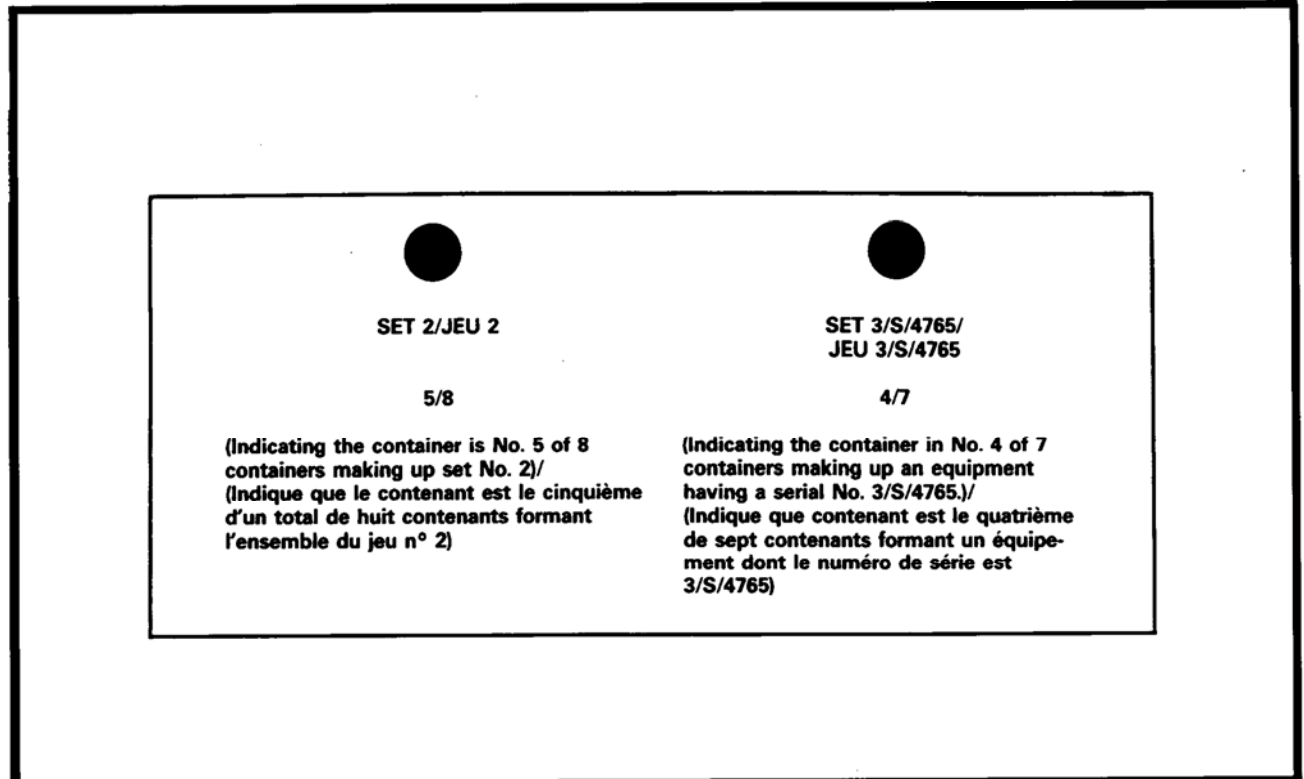 SET 2/JEU 2
5/8
(Indicating the container is No. 5 of 8
containers making up set No. 2)/
(Indique que le contenant est le cinquième
d'un total de huit contenants formant
l'ensemble du jeu nº 2)
SET 3/S/4765/
JEU 3/S/4765
4/7
(Indicating the container in No. 4 of 7
containers making up an equipment
having a serial No. 3/S/4765.)/
(Indique que contenant est le quatrième
de sept contenants formant un équipe-
ment dont le numéro de série est
3/S/4765)